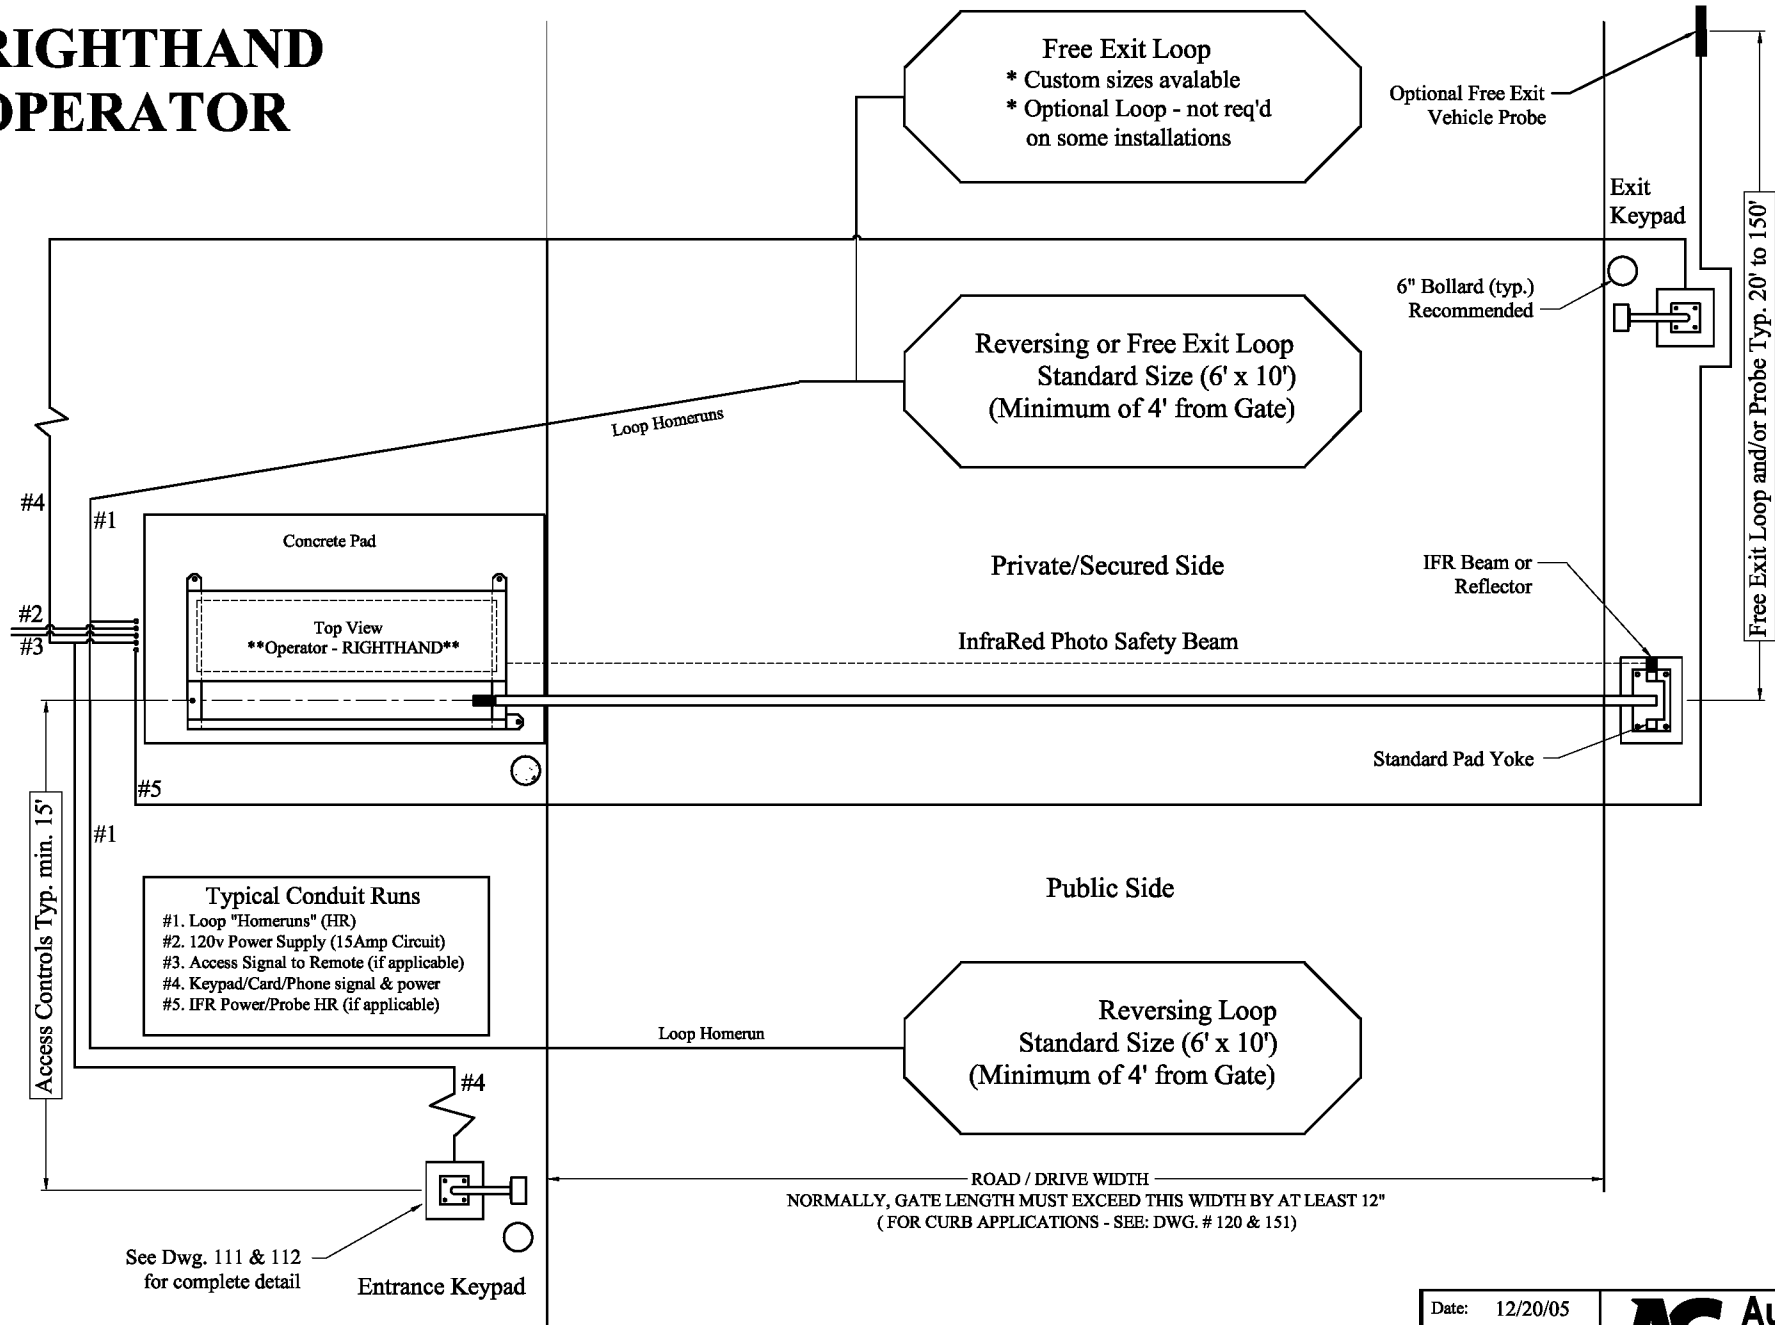 RIGHTHAND
OPERATOR
Free Exit Loop
* Custom sizes avalable
* Optional Loop - not req'd
on some installations
Optional Free Exit
Vehicle Probe
Exit
Keypad
6" Bollard (typ.)
Recommended
Free Exit Loop and/or Probe Typ. 20' to 150'
Reversing or Free Exit Loop
Standard Size (6' x 10')
(Minimum of 4' from Gate)
Loop Homeruns
#4
#1
Concrete Pad
Private/Secured Side
IFR Beam or
Reflector
#2
#3
Top View
**Operator - RIGHTHAND**
InfraRed Photo Safety Beam
Standard Pad Yoke
#5
#1
Access Controls Typ. min. 15'
Typical Conduit Runs
#1. Loop "Homeruns" (HR)
#2. 120v Power Supply (15Amp Circuit)
#3. Access Signal to Remote (if applicable)
#4. Keypad/Card/Phone signal & power
#5. IFR Power/Probe HR (if applicable)
Public Side
Loop Homerun
Reversing Loop
Standard Size (6' x 10')
(Minimum of 4' from Gate)
#4
ROAD / DRIVE WIDTH
NORMALLY, GATE LENGTH MUST EXCEED THIS WIDTH BY AT LEAST 12"
( FOR CURB APPLICATIONS - SEE: DWG. # 120 & 151)
See Dwg. 111 & 112
for complete detail
Entrance Keypad
Date: 12/20/05